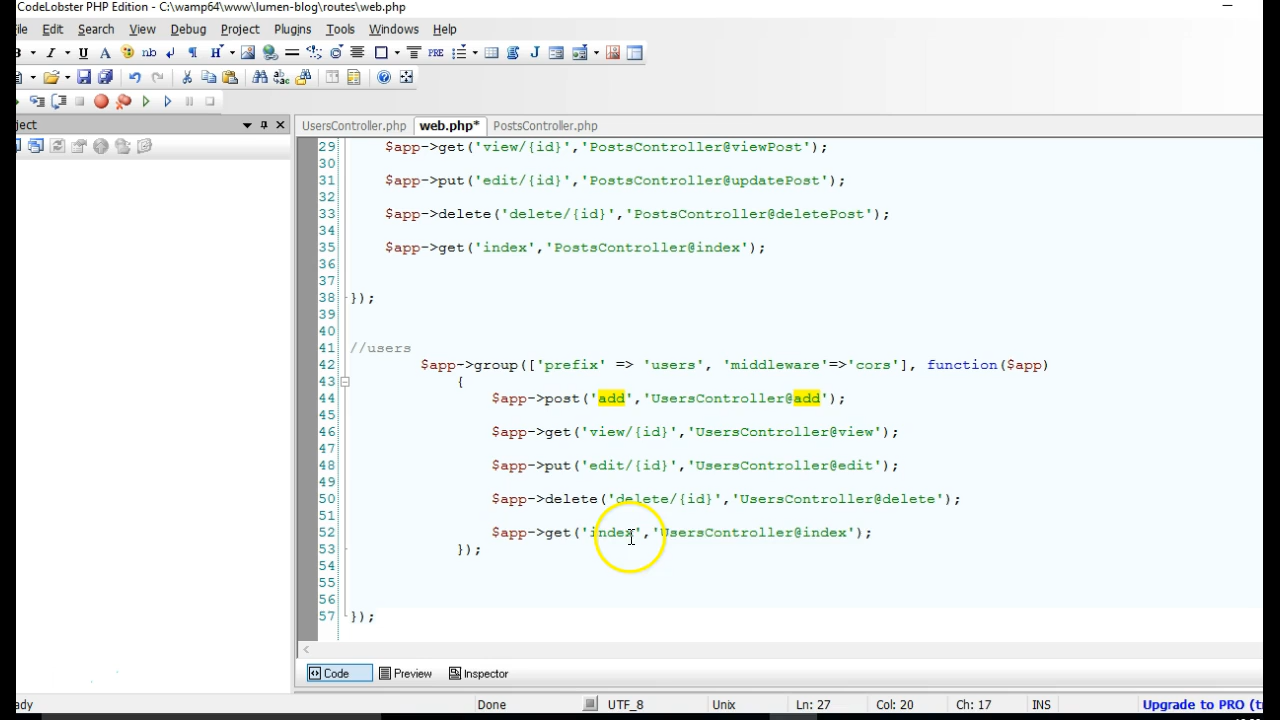 CodeLobster PHP Edition - C:\wamp64\www\lumen-blog\routes\web.php
ile Edit Search View Debug Project Plugins Tools Windows Help
B I U A nb ¶ H PRE J
ject
UsersController.php web.php* PostsController.php
29 $app->get('view/{id}','PostsController@viewPost');
30
31 $app->put('edit/{id}','PostsController@updatePost');
32
33 $app->delete('delete/{id}','PostsController@deletePost');
34
35 $app->get('index','PostsController@index');
36
37
38 });
39
40
41 //users
42 $app->group(['prefix' => 'users', 'middleware'=>'cors'], function($app)
43 {
44 $app->post('add','UsersController@add');
45
46 $app->get('view/{id}','UsersController@view');
47
48 $app->put('edit/{id}','UsersController@edit');
49
50 $app->delete('delete/{id}','UsersController@delete');
51
52 $app->get('index','UsersController@index');
53 });
54
55
56
57 });
Code Preview Inspector
ady Done UTF_8 Unix Ln: 27 Col: 20 Ch: 17 INS Upgrade to PRO (t